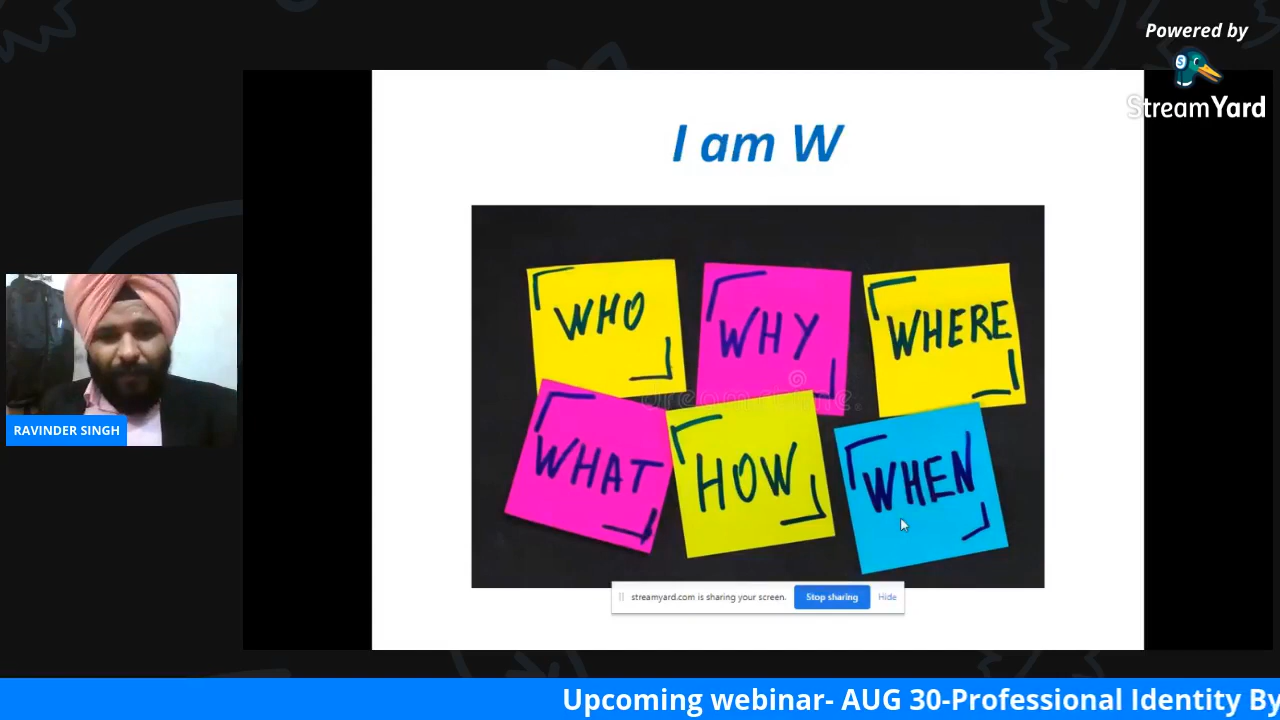 Powered by
StreamYard
I am W
WHO
WHY
WHERE
WHAT
HOW
WHEN
dreamstime.
RAVINDER SINGH
streamyard.com is sharing your screen.
Stop sharing
Hide
Upcoming webinar- AUG 30-Professional Identity By